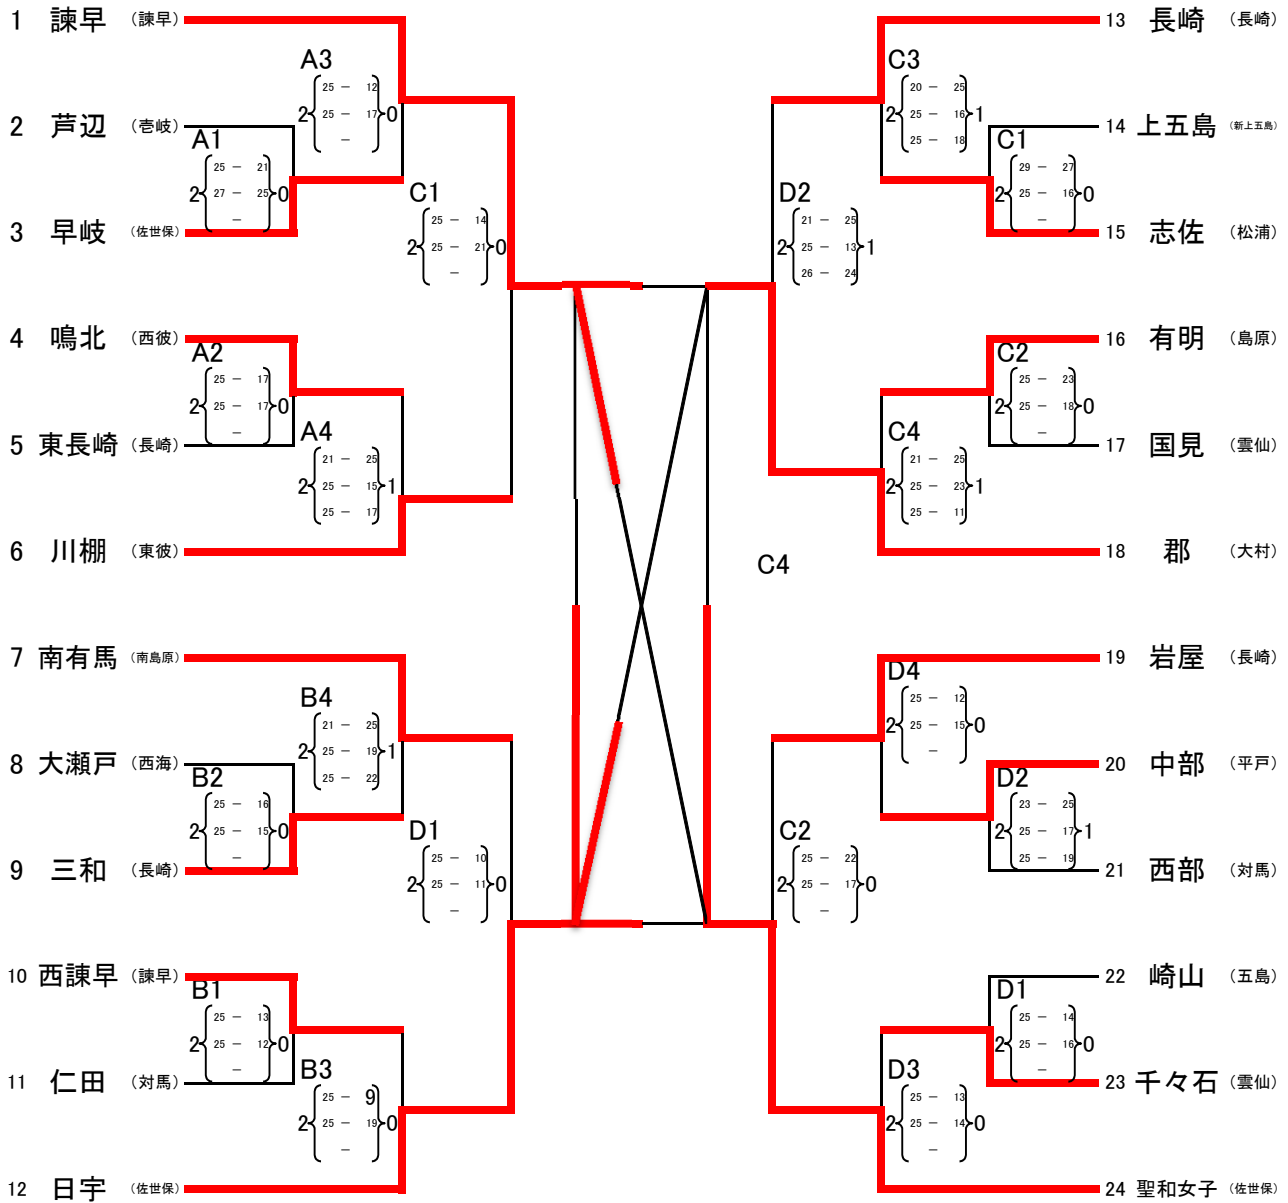 1 諫早 （諫早）
A3
25 － 12
2 25 － 17 0
－
2 芦辺 （壱岐）
A1
25 － 21
2 27 － 25 0
－
3 早岐 （佐世保）
C1
25 － 14
2 25 － 21 0
－
4 鳴北 （西彼）
A2
25 － 17
2 25 － 17 0
－
5 東長崎 （長崎）
A4
21 － 25
2 25 － 15 1
25 － 17
6 川棚 （東彼）
7 南有馬 （南島原）
B4
21 － 25
2 25 － 19 1
25 － 22
8 大瀬戸 （西海）
B2
25 － 16
2 25 － 15 0
－
9 三和 （長崎）
D1
25 － 10
2 25 － 11 0
－
10 西諫早 （諫早）
B1
25 － 13
2 25 － 12 0
－
11 仁田 （対馬）
B3
25 － 9
2 25 － 19 0
－
12 日宇 （佐世保）
13 長崎 （長崎）
C3
20 － 25
2 25 － 16 1
25 － 18
14 上五島 （新上五島）
C1
29 － 27
2 25 － 16 0
－
15 志佐 （松浦）
D2
21 － 25
2 25 － 13 1
26 － 24
16 有明 （島原）
C2
25 － 23
2 25 － 18 0
－
17 国見 （雲仙）
C4
21 － 25
2 25 － 23 1
25 － 11
18 郡 （大村）
C4
19 岩屋 （長崎）
D4
25 － 12
2 25 － 15 0
－
20 中部 （平戸）
D2
23 － 25
2 25 － 17 1
25 － 19
21 西部 （対馬）
C2
25 － 22
2 25 － 17 0
－
22 崎山 （五島）
D1
25 － 14
2 25 － 16 0
－
23 千々石 （雲仙）
D3
25 － 13
2 25 － 14 0
－
24 聖和女子 （佐世保）